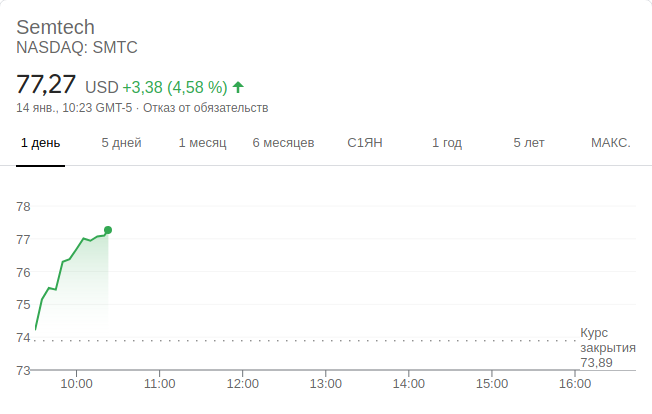 Semtech
NASDAQ: SMTC
77,27 USD +3,38 (4,58 %)
14 янв., 10:23 GMT-5 · Отказ от обязательств
1 день 5 дней 1 месяц 6 месяцев С1ЯН 1 год 5 лет МАКС.
78
77
76
75
74
Курс
закрытия
73,89
73
10:00 11:00 12:00 13:00 14:00 15:00 16:00